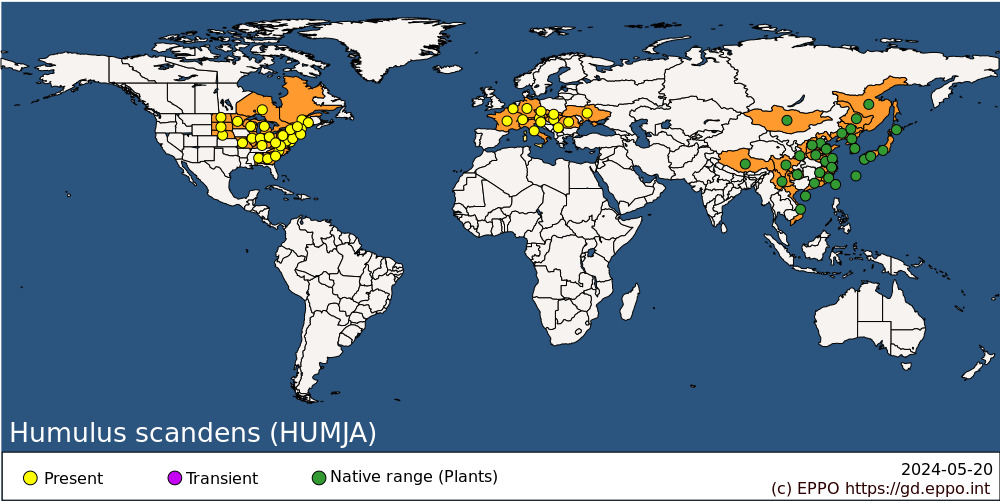 Humulus scandens (HUMJA)
Present
Transient
Native range (Plants)
2024-05-20
(c) EPPO https://gd.eppo.int